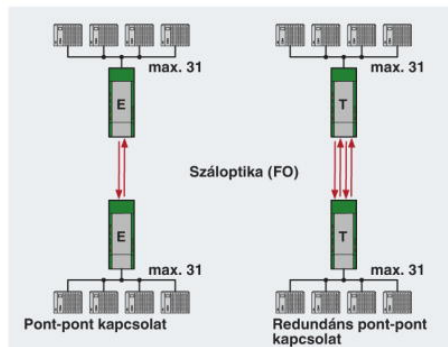 max. 31
max. 31
E
T
Száloptika (FO)
E
T
max. 31
max. 31
Pont-pont kapcsolat
Redundáns pont-pont
kapcsolat